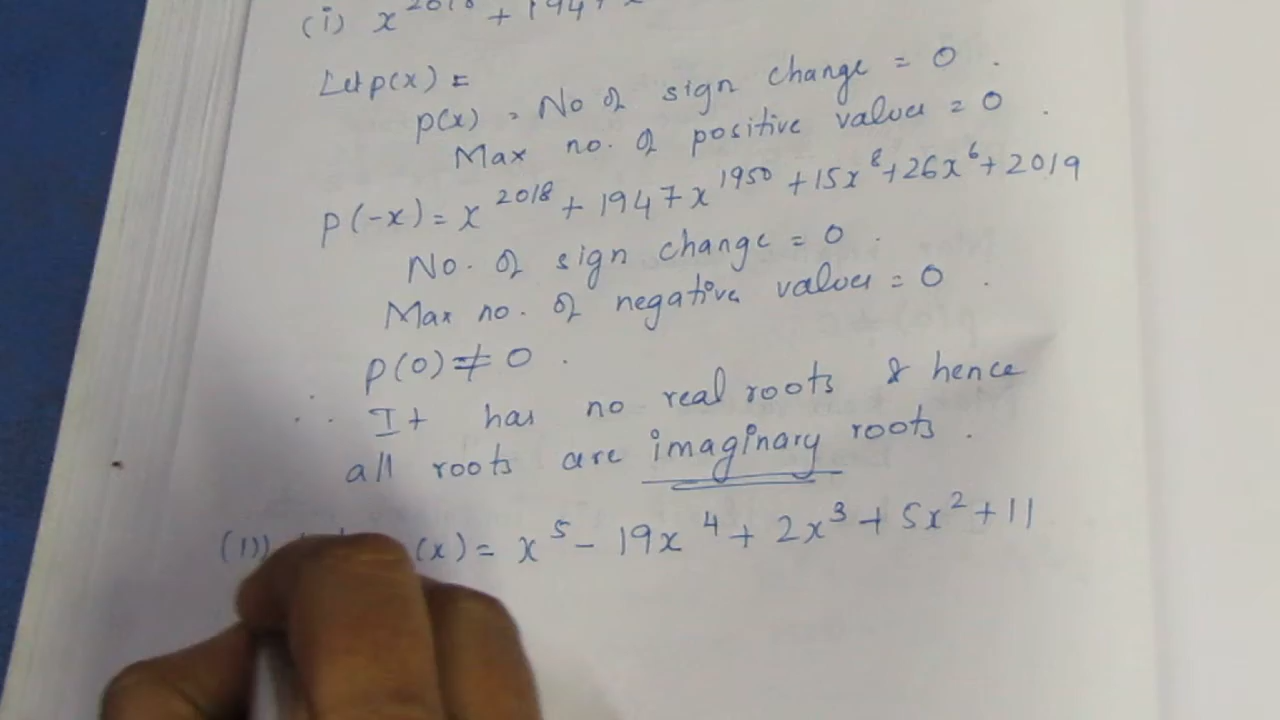 (i) x^2018 + 1947x
Let p(x) =
p(x) = No of sign change = 0 .
Max no. of positive values = 0 .
p(-x) = x^2018 + 1947x^1950 + 15x^8 + 26x^6 + 2019
No. of sign change = 0 .
Max no. of negative values = 0 .
p(0) ≠ 0 .
∴ It has no real roots & hence
all roots are imaginary roots .
(x) = x^5 - 19x^4 + 2x^3 + 5x^2 + 11